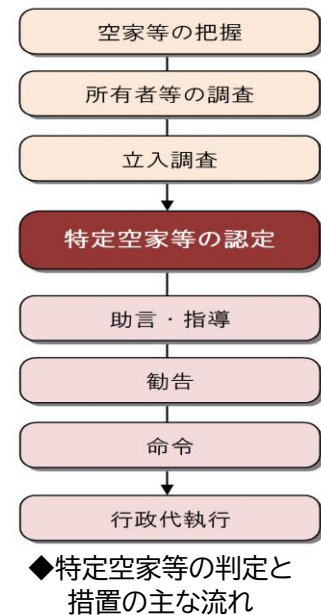 空家等の把握
所有者等の調査
立入調査
特定空家等の認定
助言・指導
勧告
命令
行政代執行
◆特定空家等の判定と
措置の主な流れ